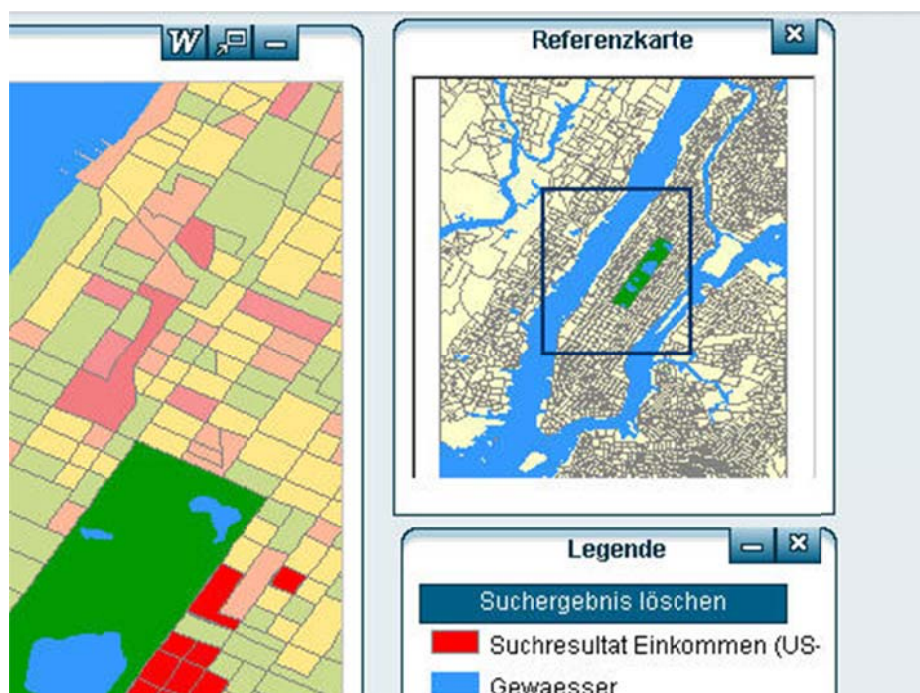 W
Referenzkarte
Legende
Suchergebnis löschen
Suchresultat Einkommen (US-
Gewaesser